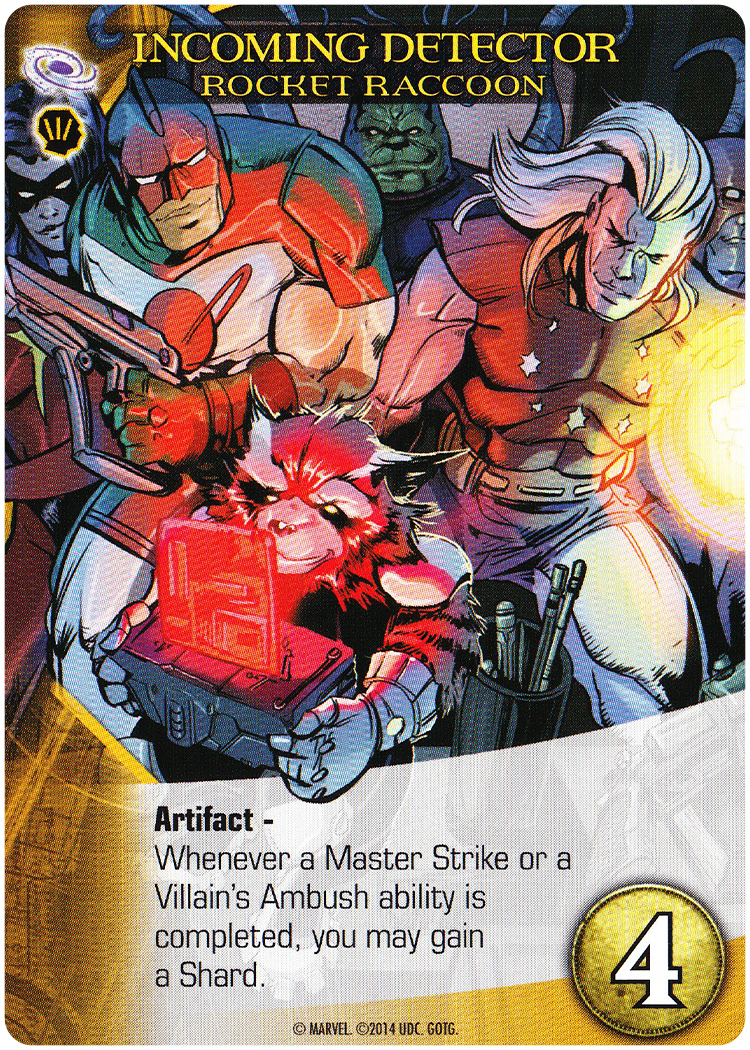 INCOMING DETECTOR
ROCKET RACCOON
Artifact -
Whenever a Master Strike or a
Villain's Ambush ability is
completed, you may gain
a Shard.
4
© MARVEL. ©2014 UDC. GOTG.